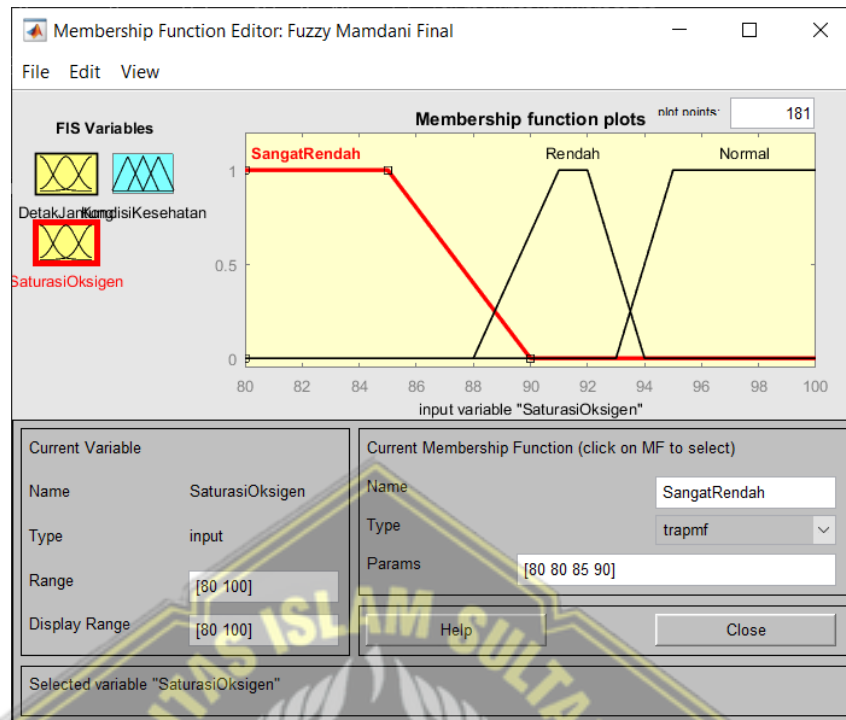 Membership Function Editor: Fuzzy Mamdani Final
File Edit View
FIS Variables
DetakJantung
KondisiKesehatan
SaturasiOksigen
Membership function plots
plot points:
181
SangatRendah
Rendah
Normal
1
0.5
0
80 82 84 86 88 90 92 94 96 98 100
input variable "SaturasiOksigen"
Current Variable
Name SaturasiOksigen
Type input
Range [80 100]
Display Range [80 100]
Current Membership Function (click on MF to select)
Name SangatRendah
Type trapmf
Params [80 80 85 90]
Help Close
Selected variable "SaturasiOksigen"
ISLAM